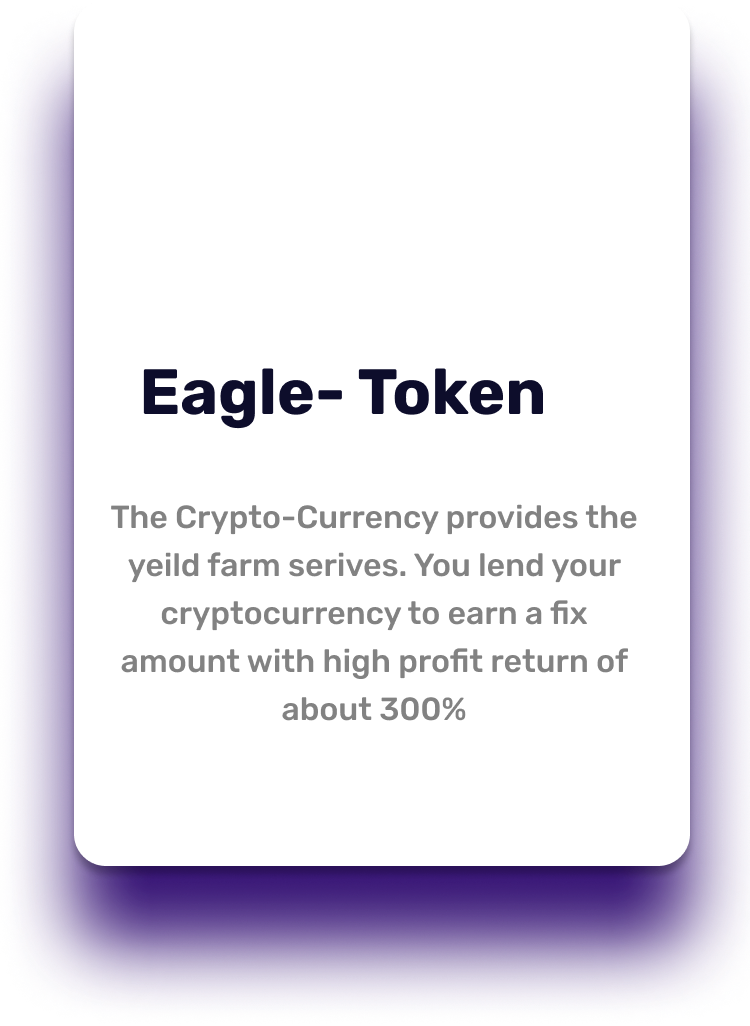 Eagle- Token
The Crypto-Currency provides the
yeild farm serives. You lend your
cryptocurrency to earn a fix
amount with high profit return of
about 300%